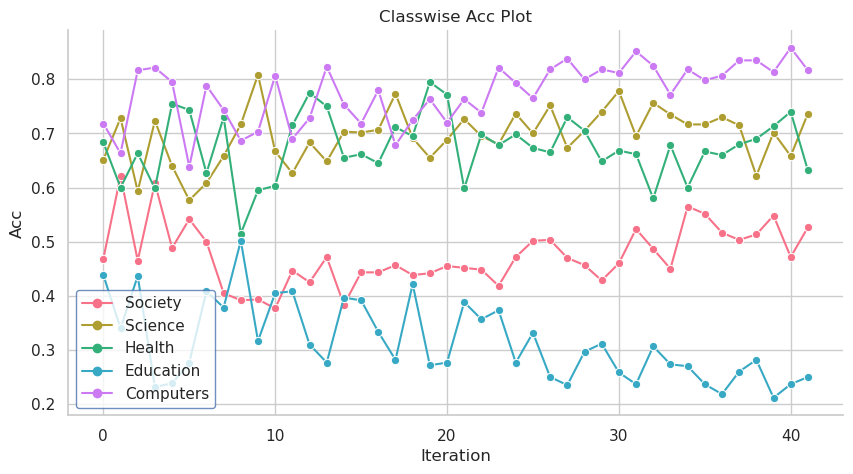 Classwise Acc Plot
Acc
0.8
0.7
0.6
0.5
0.4
0.3
0.2
Society
Science
Health
Education
Computers
0 10 20 30 40
Iteration